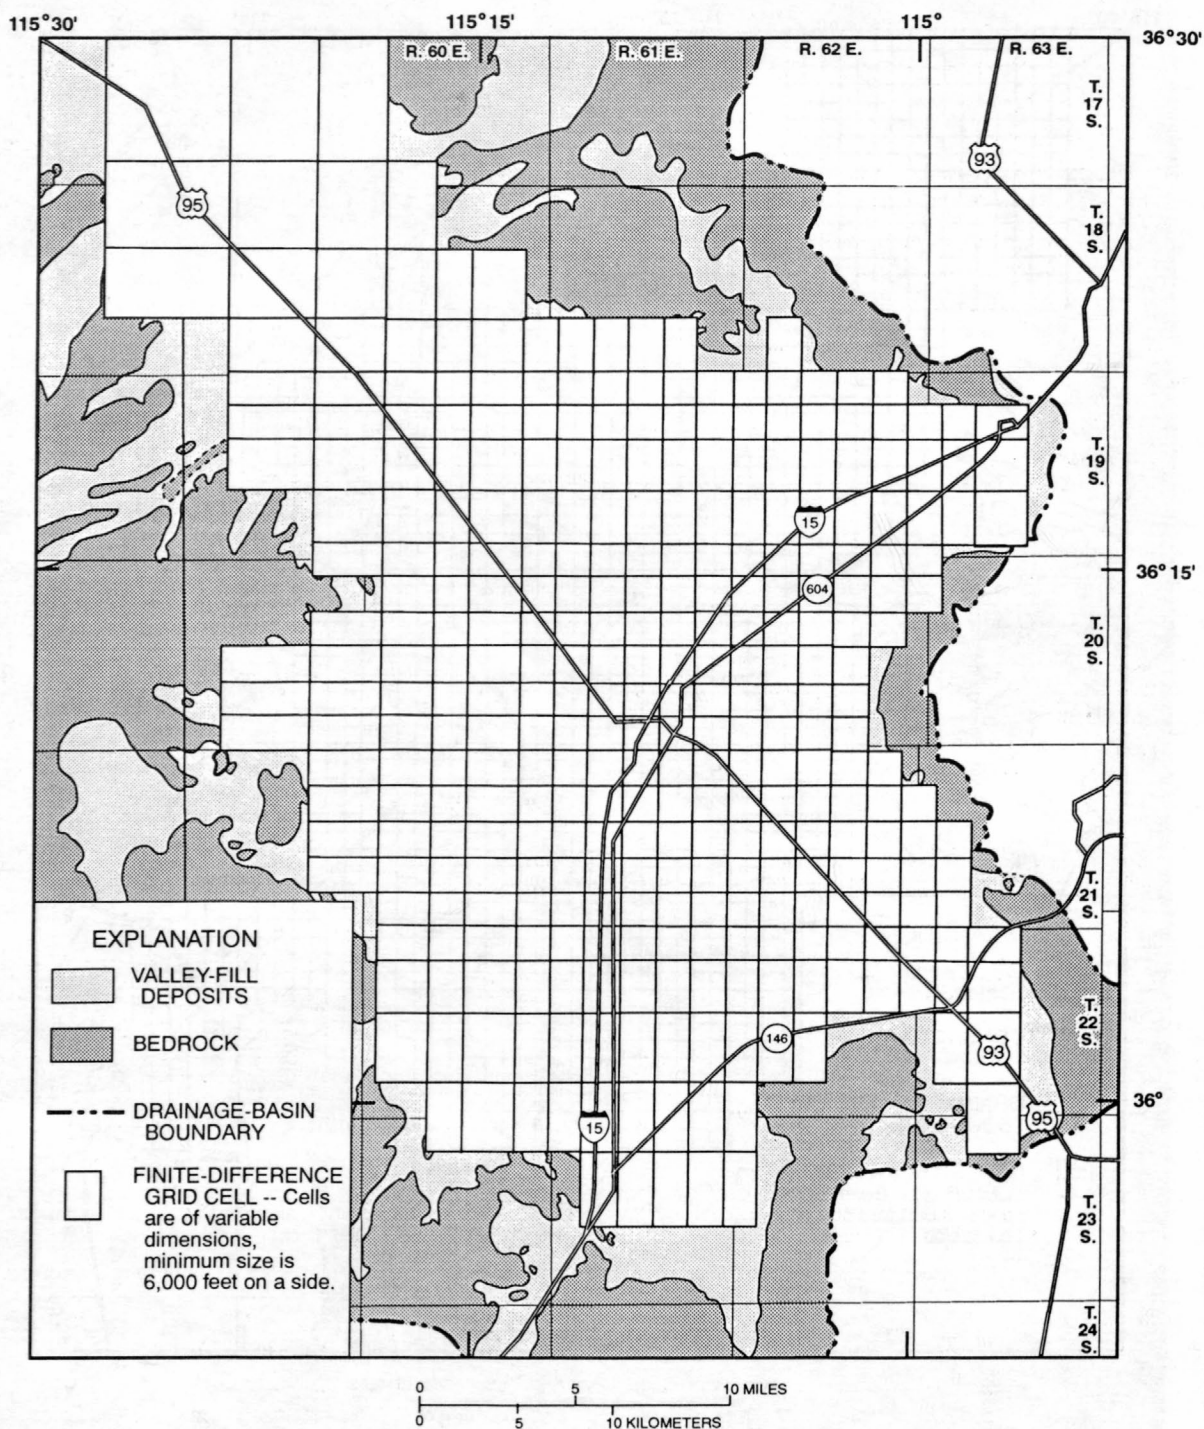 115° 30'
115° 15'
115°
36° 30'
R. 60 E.
R. 61 E.
R. 62 E.
R. 63 E.
T.
17
S.
93
95
T.
18
S.
T.
19
S.
15
36° 15'
604
T.
20
S.
T.
21
S.
EXPLANATION
VALLEY-FILL
DEPOSITS
BEDROCK
DRAINAGE-BASIN
BOUNDARY
FINITE-DIFFERENCE
GRID CELL -- Cells
are of variable
dimensions,
minimum size is
6,000 feet on a side.
T.
22
S.
146
93
36°
95
15
T.
23
S.
T.
24
S.
0 5 10 MILES
0 5 10 KILOMETERS